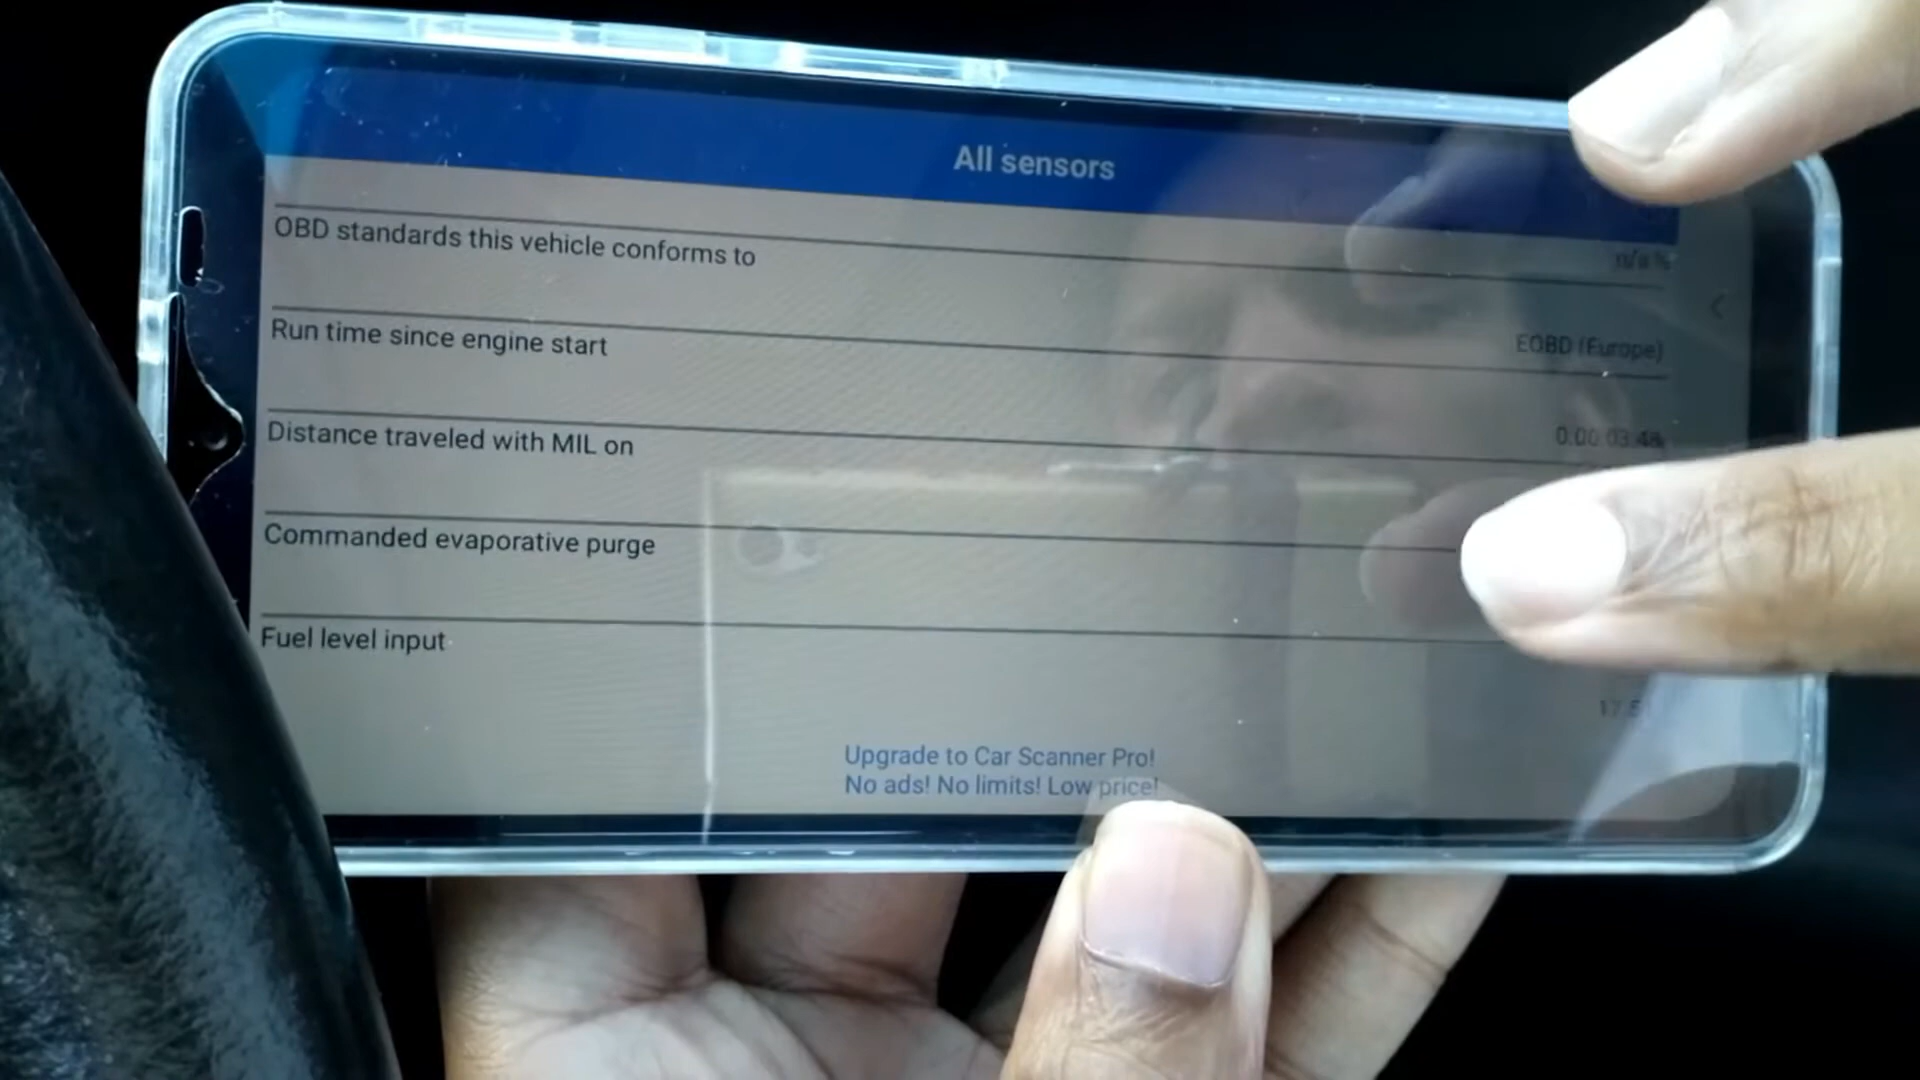 All sensors
n/a %
OBD standards this vehicle conforms to
EOBD (Europe)
Run time since engine start
Distance traveled with MIL on
Commanded evaporative purge
Fuel level input
Upgrade to Car Scanner Pro!
No ads! No limits! Low price!